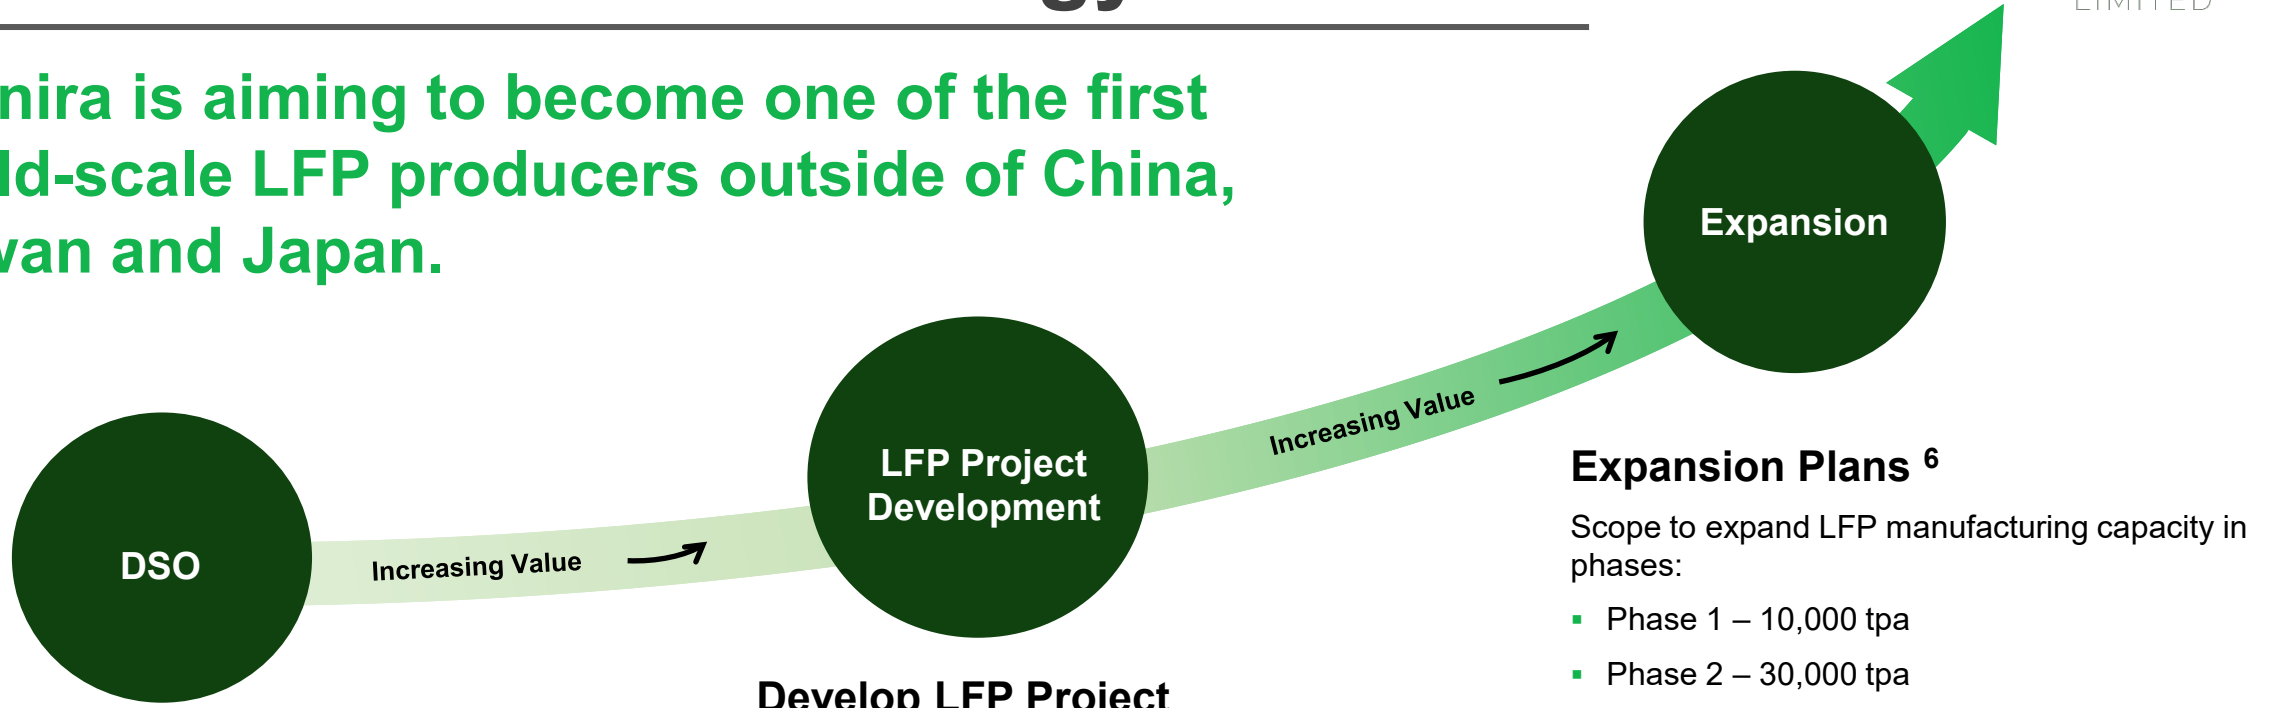 LIMITED
nira is aiming to become one of the first
ld-scale LFP producers outside of China,
wan and Japan.
Expansion
Increasing Value
LFP Project
Development
Increasing Value
DSO
Expansion Plans ⁶
Scope to expand LFP manufacturing capacity in
phases:
▪ Phase 1 – 10,000 tpa
▪ Phase 2 – 30,000 tpa
Develop LFP Project